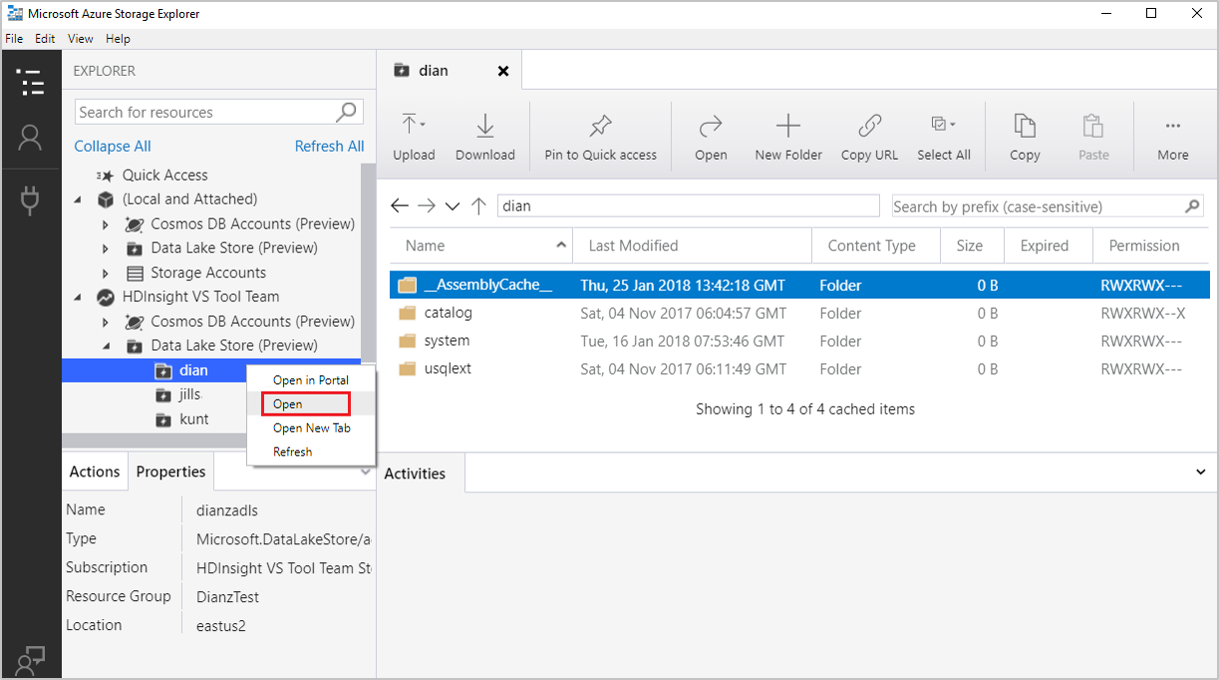 Microsoft Azure Storage Explorer
File Edit View Help
EXPLORER
Search for resources
Collapse All Refresh All
Quick Access
(Local and Attached)
Cosmos DB Accounts (Preview)
Data Lake Store (Preview)
Storage Accounts
HDInsight VS Tool Team
Cosmos DB Accounts (Preview)
Data Lake Store (Preview)
dian
jills
kunt
Open in Portal
Open
Open New Tab
Refresh
Actions Properties
Name dianzadls
Type Microsoft.DataLakeStore/a
Subscription HDInsight VS Tool Team St
Resource Group DianzTest
Location eastus2
dian
Upload Download Pin to Quick access Open New Folder Copy URL Select All Copy Paste More
dian Search by prefix (case-sensitive)
Name Last Modified Content Type Size Expired Permission
__AssemblyCache__ Thu, 25 Jan 2018 13:42:18 GMT Folder 0 B RWXRWX---
catalog Sat, 04 Nov 2017 06:04:57 GMT Folder 0 B RWXRWX--X
system Tue, 16 Jan 2018 07:53:46 GMT Folder 0 B RWXRWX---
usqlext Sat, 04 Nov 2017 06:11:49 GMT Folder 0 B RWXRWX---
Showing 1 to 4 of 4 cached items
Activities